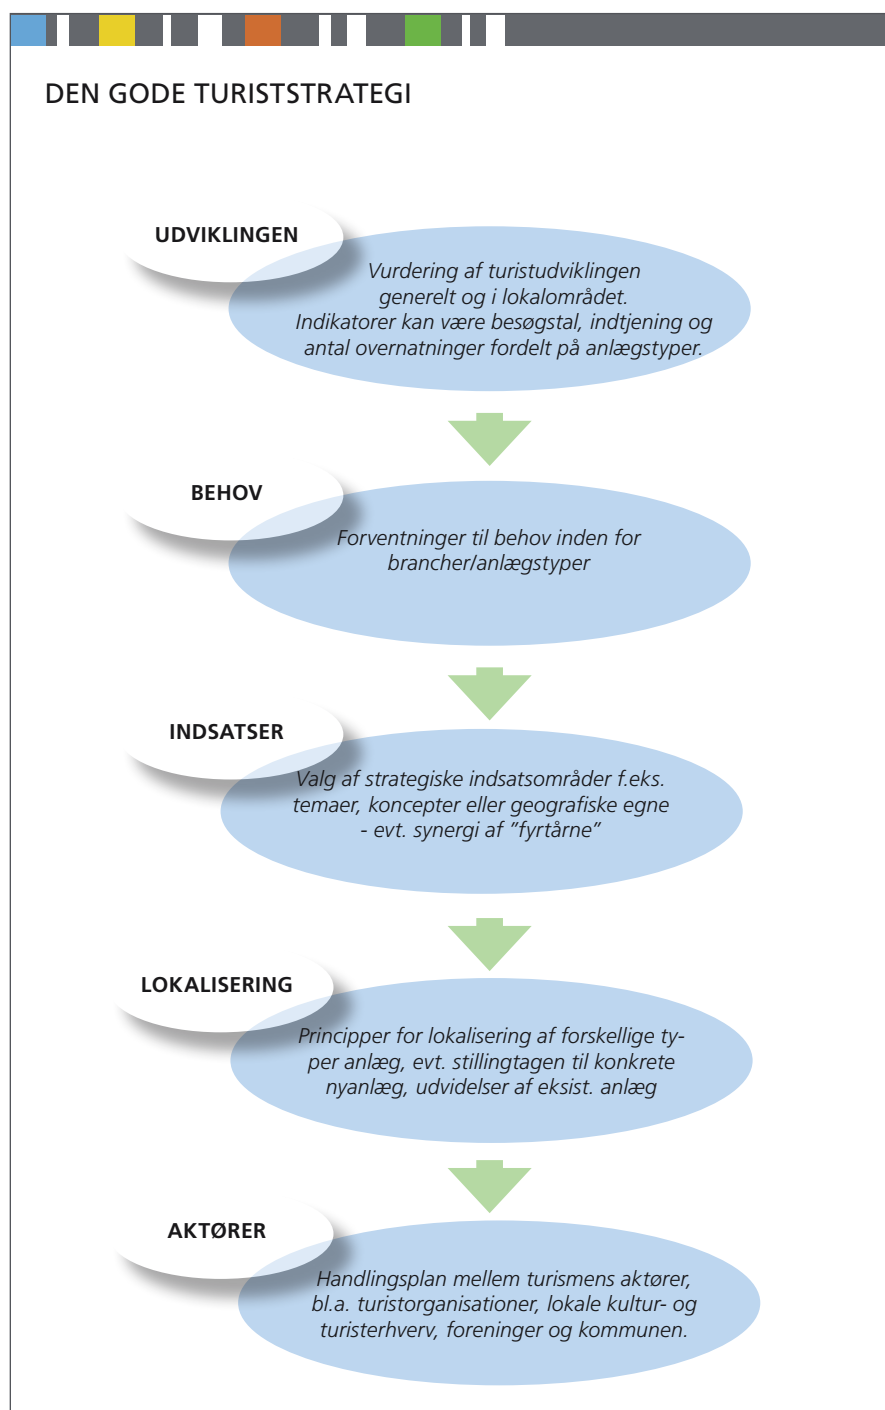 DEN GODE TURISTSTRATEGI
UDVIKLINGEN
Vurdering af turistudviklingen
generelt og i lokalområdet.
Indikatorer kan være besøgstal, indtjening og
antal overnatninger fordelt på anlægstyper.
BEHOV
Forventninger til behov inden for
brancher/anlægstyper
INDSATSER
Valg af strategiske indsatsområder f.eks.
temaer, koncepter eller geografiske egne
- evt. synergi af ”fyrtårne”
LOKALISERING
Principper for lokalisering af forskellige ty-
per anlæg, evt. stillingtagen til konkrete
nyanlæg, udvidelser af eksist. anlæg
AKTØRER
Handlingsplan mellem turismens aktører,
bl.a. turistorganisationer, lokale kultur- og
turisterhverv, foreninger og kommunen.